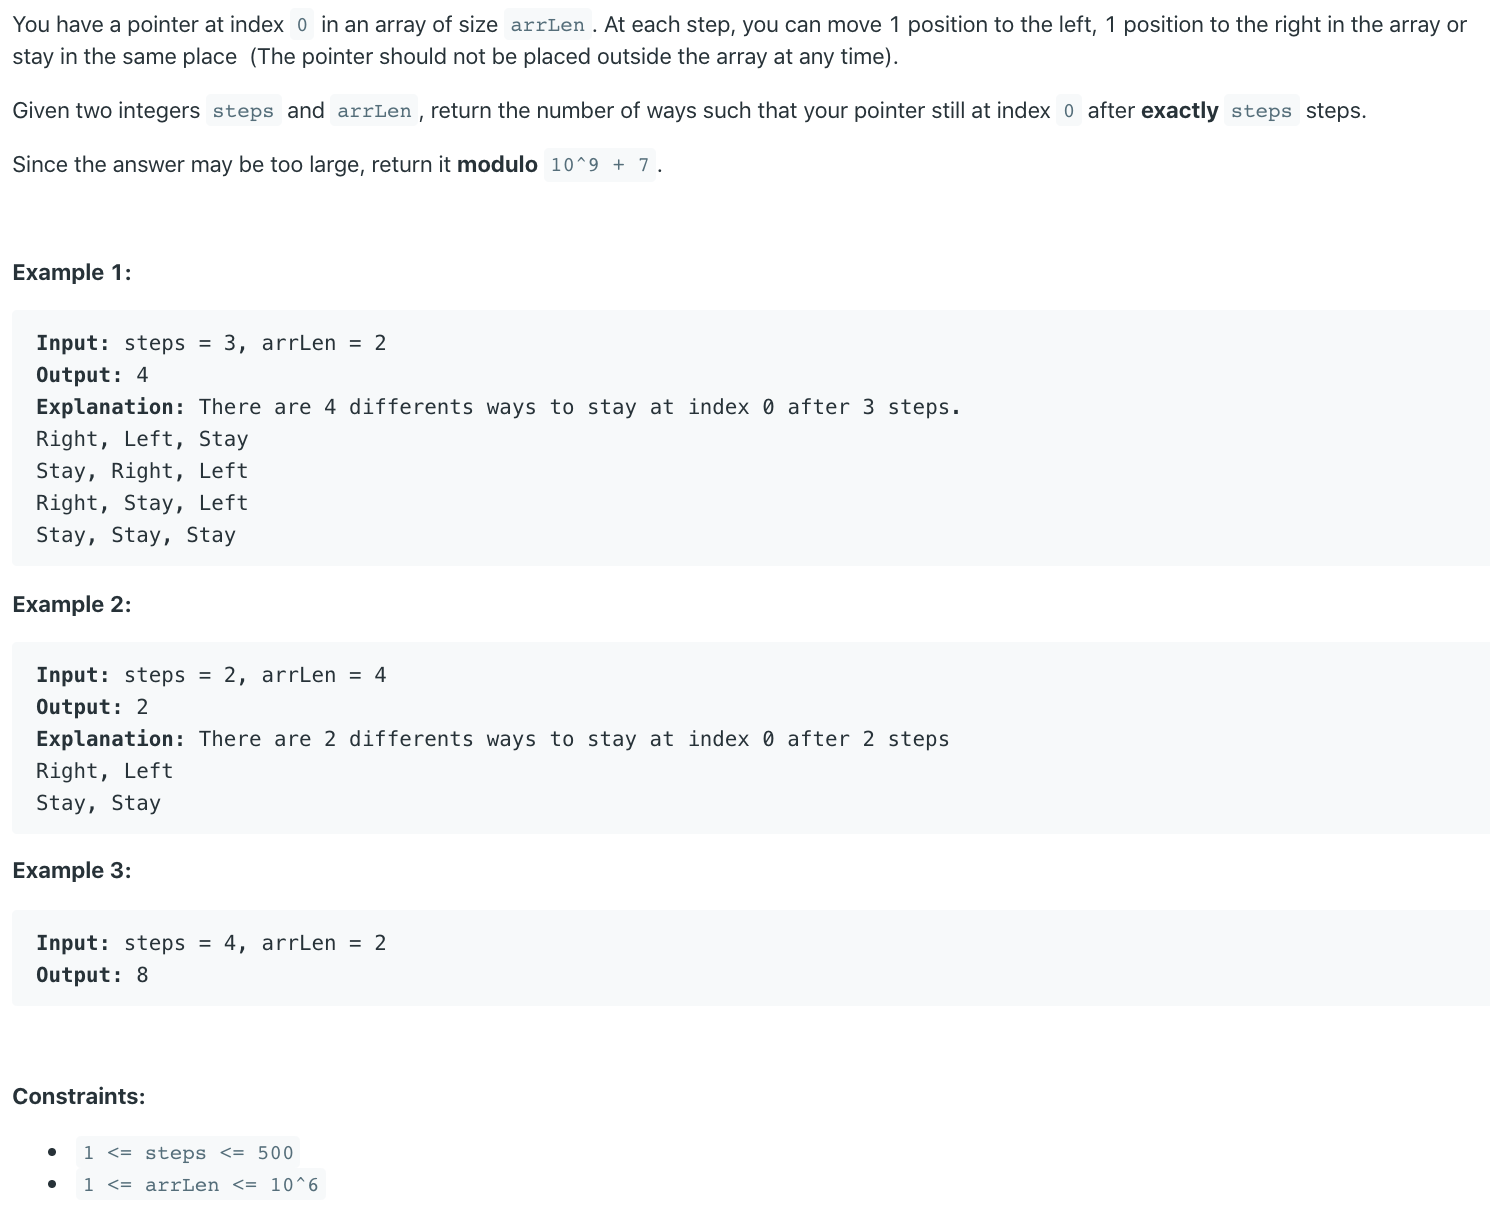 You have a pointer at index 0 in an array of size arrLen. At each step, you can move 1 position to the left, 1 position to the right in the array or
stay in the same place  (The pointer should not be placed outside the array at any time).
Given two integers steps and arrLen, return the number of ways such that your pointer still at index 0 after exactly steps steps.
Since the answer may be too large, return it modulo 10^9 + 7.
Example 1:
Input: steps = 3, arrLen = 2
Output: 4
Explanation: There are 4 differents ways to stay at index 0 after 3 steps.
Right, Left, Stay
Stay, Right, Left
Right, Stay, Left
Stay, Stay, Stay
Example 2:
Input: steps = 2, arrLen = 4
Output: 2
Explanation: There are 2 differents ways to stay at index 0 after 2 steps
Right, Left
Stay, Stay
Example 3:
Input: steps = 4, arrLen = 2
Output: 8
Constraints:
• 1 <= steps <= 500
• 1 <= arrLen <= 10^6